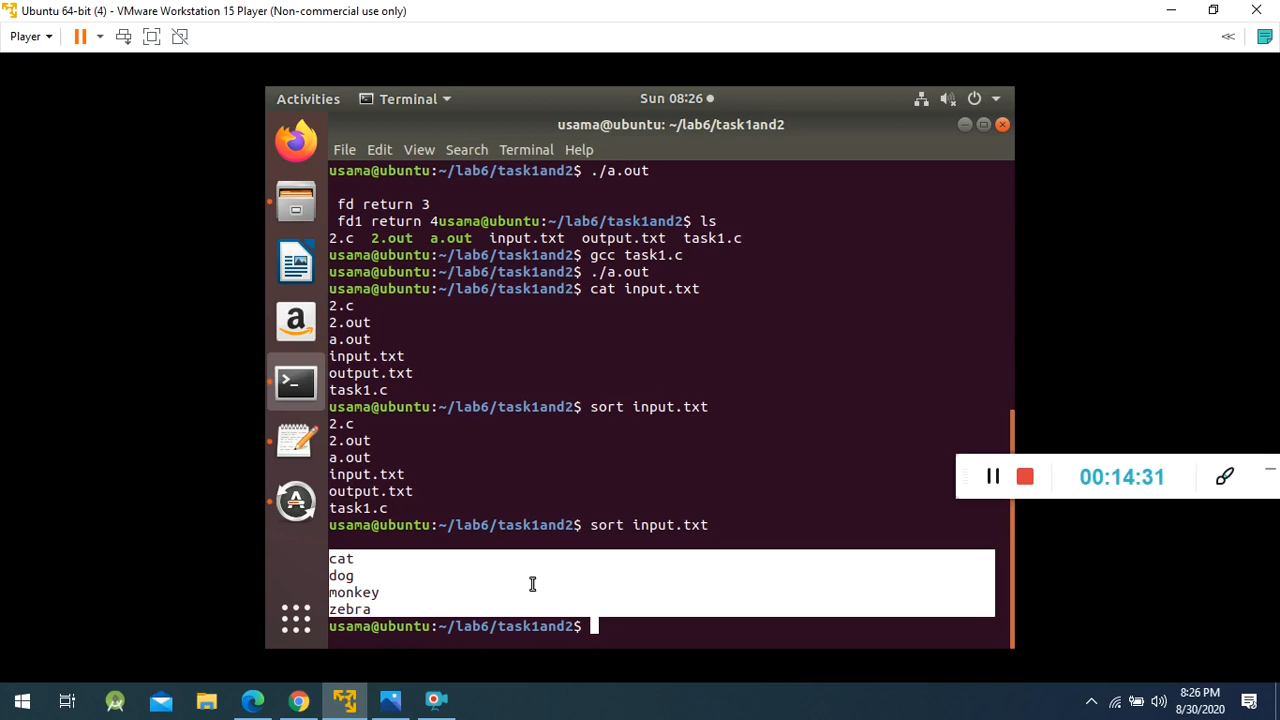 Ubuntu 64-bit (4) - VMware Workstation 15 Player (Non-commercial use only)
Player
Activities Terminal Sun 08:26
usama@ubuntu: ~/lab6/task1and2
File Edit View Search Terminal Help
usama@ubuntu:~/lab6/task1and2$ ./a.out
fd return 3
fd1 return 4usama@ubuntu:~/lab6/task1and2$ ls
2.c 2.out a.out input.txt output.txt task1.c
usama@ubuntu:~/lab6/task1and2$ gcc task1.c
usama@ubuntu:~/lab6/task1and2$ ./a.out
usama@ubuntu:~/lab6/task1and2$ cat input.txt
2.c
2.out
a.out
input.txt
output.txt
task1.c
usama@ubuntu:~/lab6/task1and2$ sort input.txt
2.c
2.out
a.out
input.txt
output.txt
task1.c
usama@ubuntu:~/lab6/task1and2$ sort input.txt
cat
dog
monkey
zebra
usama@ubuntu:~/lab6/task1and2$
00:14:31
8:26 PM
8/30/2020